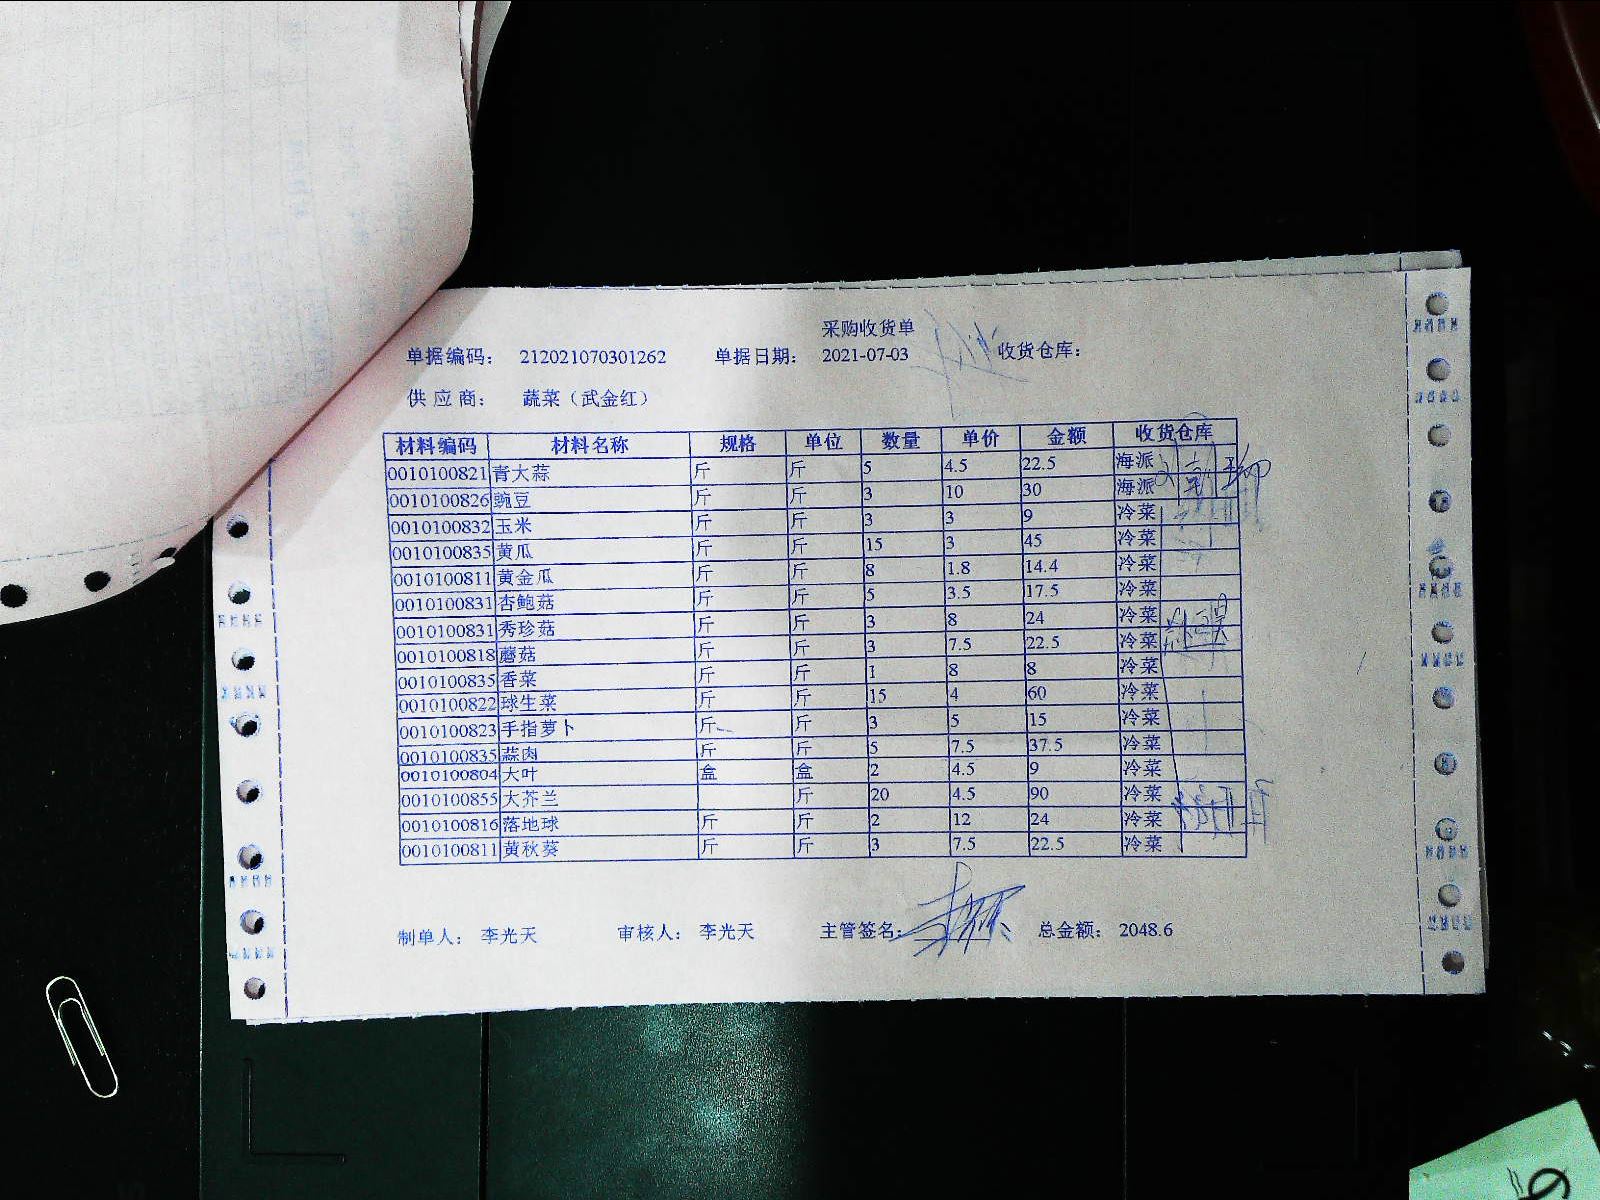 采购收货单
单据编码： 212021070301262 单据日期： 2021-07-03 收货仓库：
供 应 商： 蔬菜（武金红）
材料编码 材料名称 规格 单位 数量 单价 金额 收货仓库
0010100821 青大蒜 斤 斤 5 4.5 22.5 海派
0010100826 豌豆 斤 斤 3 10 30 海派
0010100832 玉米 斤 斤 3 3 9 冷菜
0010100835 黄瓜 斤 斤 15 3 45 冷菜
0010100811 黄金瓜 斤 斤 8 1.8 14.4 冷菜
0010100831 杏鲍菇 斤 斤 5 3.5 17.5 冷菜
0010100831 秀珍菇 斤 斤 3 8 24 冷菜
0010100818 蘑菇 斤 斤 3 7.5 22.5 冷菜
0010100835 香菜 斤 斤 1 8 8 冷菜
0010100822 球生菜 斤 斤 15 4 60 冷菜
0010100823 手指萝卜 斤 斤 3 5 15 冷菜
0010100835 蒜肉 斤 斤 5 7.5 37.5 冷菜
0010100804 大叶 盒 盒 2 4.5 9 冷菜
0010100855 大芥兰 斤 20 4.5 90 冷菜
0010100816 落地球 斤 斤 2 12 24 冷菜
0010100811 黄秋葵 斤 斤 3 7.5 22.5 冷菜
制单人： 李光天 审核人： 李光天 主管签名： 总金额： 2048.6